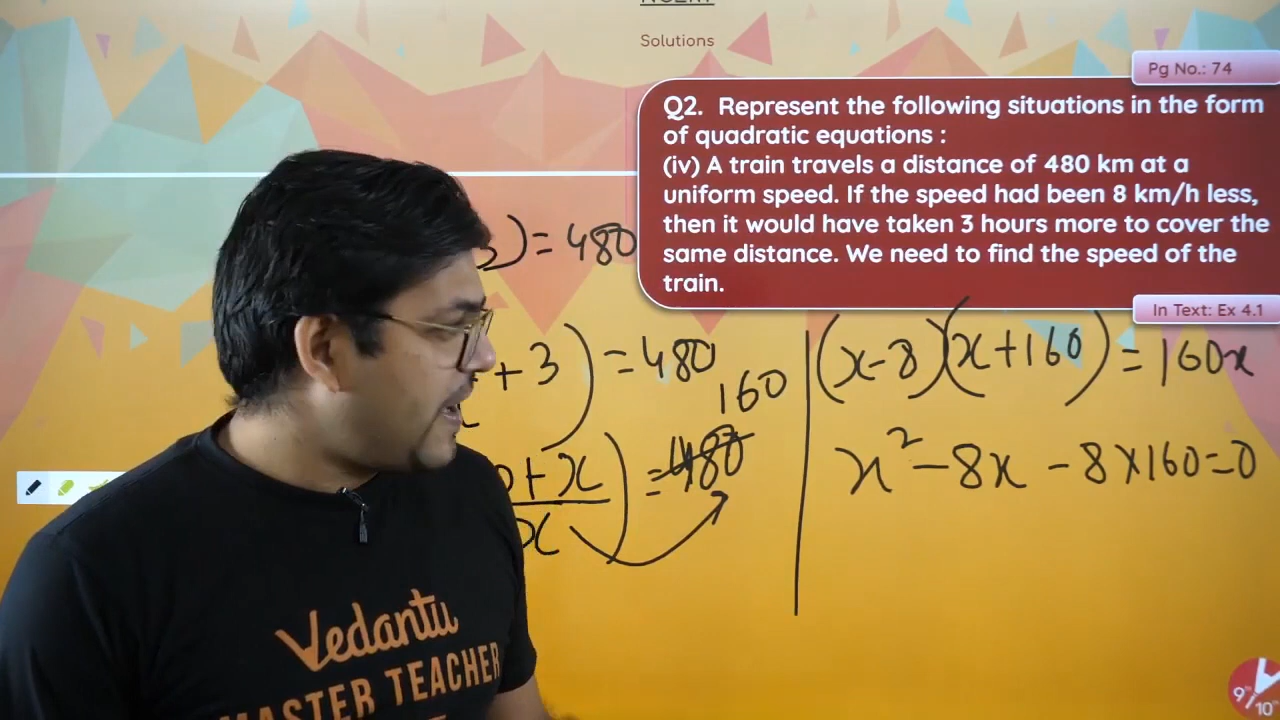 NCERT
Solutions
Pg No.: 74
Q2. Represent the following situations in the form
of quadratic equations :
(iv) A train travels a distance of 480 km at a
uniform speed. If the speed had been 8 km/h less,
then it would have taken 3 hours more to cover the
same distance. We need to find the speed of the
train.
In Text: Ex 4.1
) = 480
+ 3) = 480
160
+ x) = 480
x
(x-8)(x+160) = 160x
x² - 8x - 8×160=0
Vedantu
MASTER TEACHER
9
10